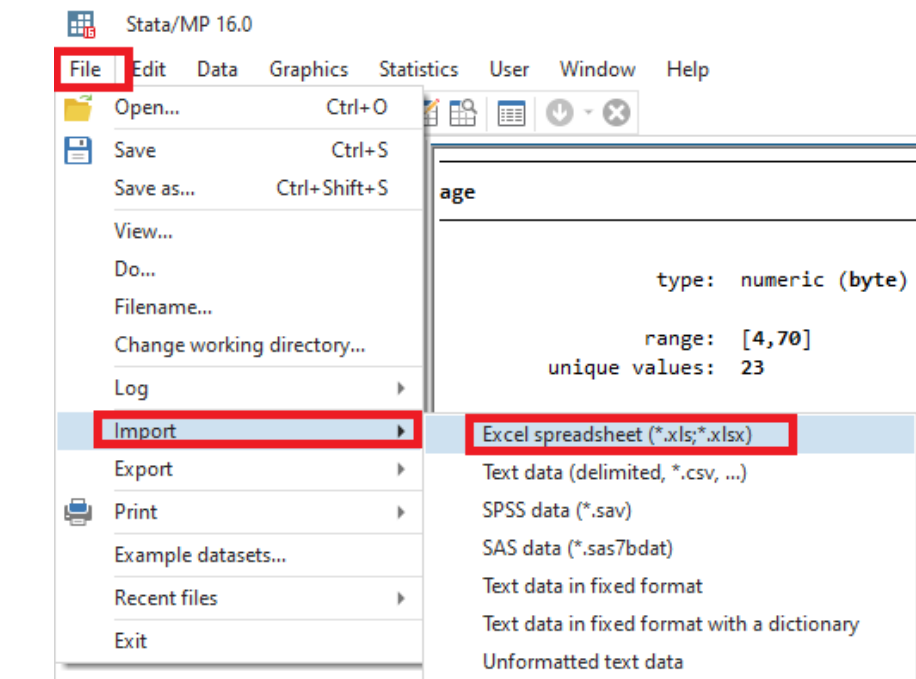 Stata/MP 16.0
File Edit Data Graphics Statistics User Window Help
Open... Ctrl+O
Save Ctrl+S
Save as... Ctrl+Shift+S
View...
Do...
Filename...
Change working directory...
Log
Import
Export
Print
Example datasets...
Recent files
Exit
age
type: numeric (byte)
range: [4,70]
unique values: 23
Excel spreadsheet (*.xls;*.xlsx)
Text data (delimited, *.csv, ...)
SPSS data (*.sav)
SAS data (*.sas7bdat)
Text data in fixed format
Text data in fixed format with a dictionary
Unformatted text data